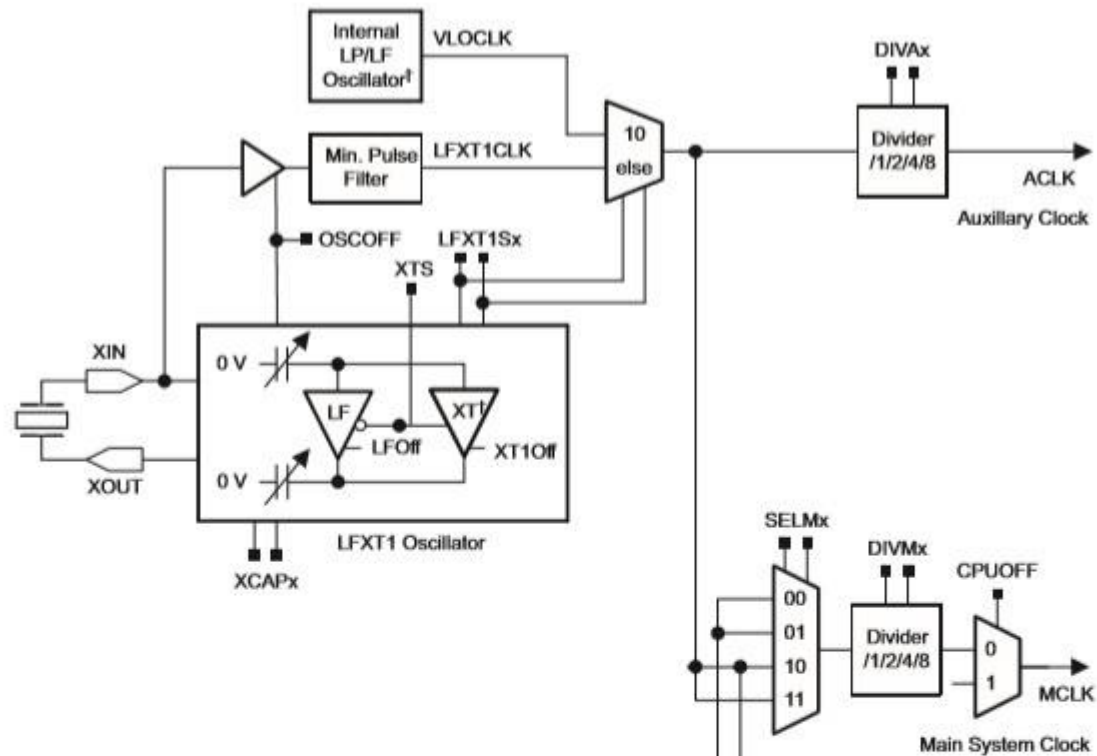 Internal
LP/LF
Oscillator†
VLOCLK
DIVAx
10
else
Divider
/1/2/4/8
ACLK
Auxillary Clock
Min. Pulse
Filter
LFXT1CLK
OSCOFF
LFXT1Sx
XTS
XIN
XOUT
0 V
LF
XT†
LFOff
XT1Off
0 V
LFXT1 Oscillator
XCAPx
SELMx
DIVMx
CPUOFF
00
01
10
11
Divider
/1/2/4/8
0
1
MCLK
Main System Clock